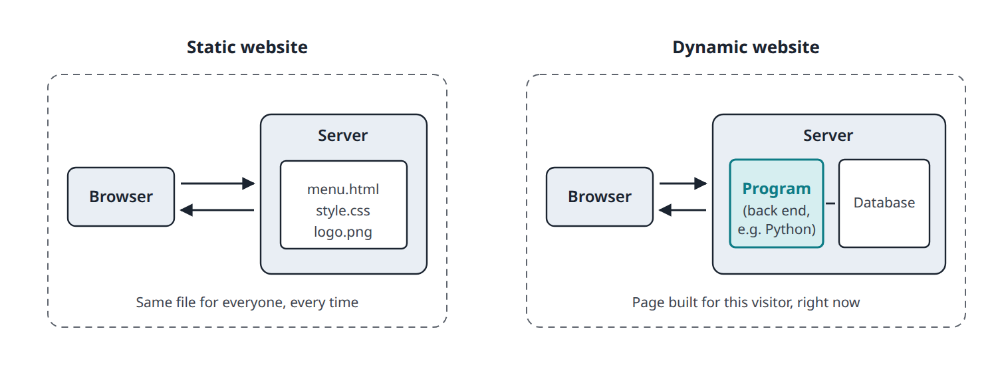 Static website
Browser
Server
menu.html
style.css
logo.png
Same file for everyone, every time
Dynamic website
Browser
Server
Program
(back end,
e.g. Python)
Database
Page built for this visitor, right now